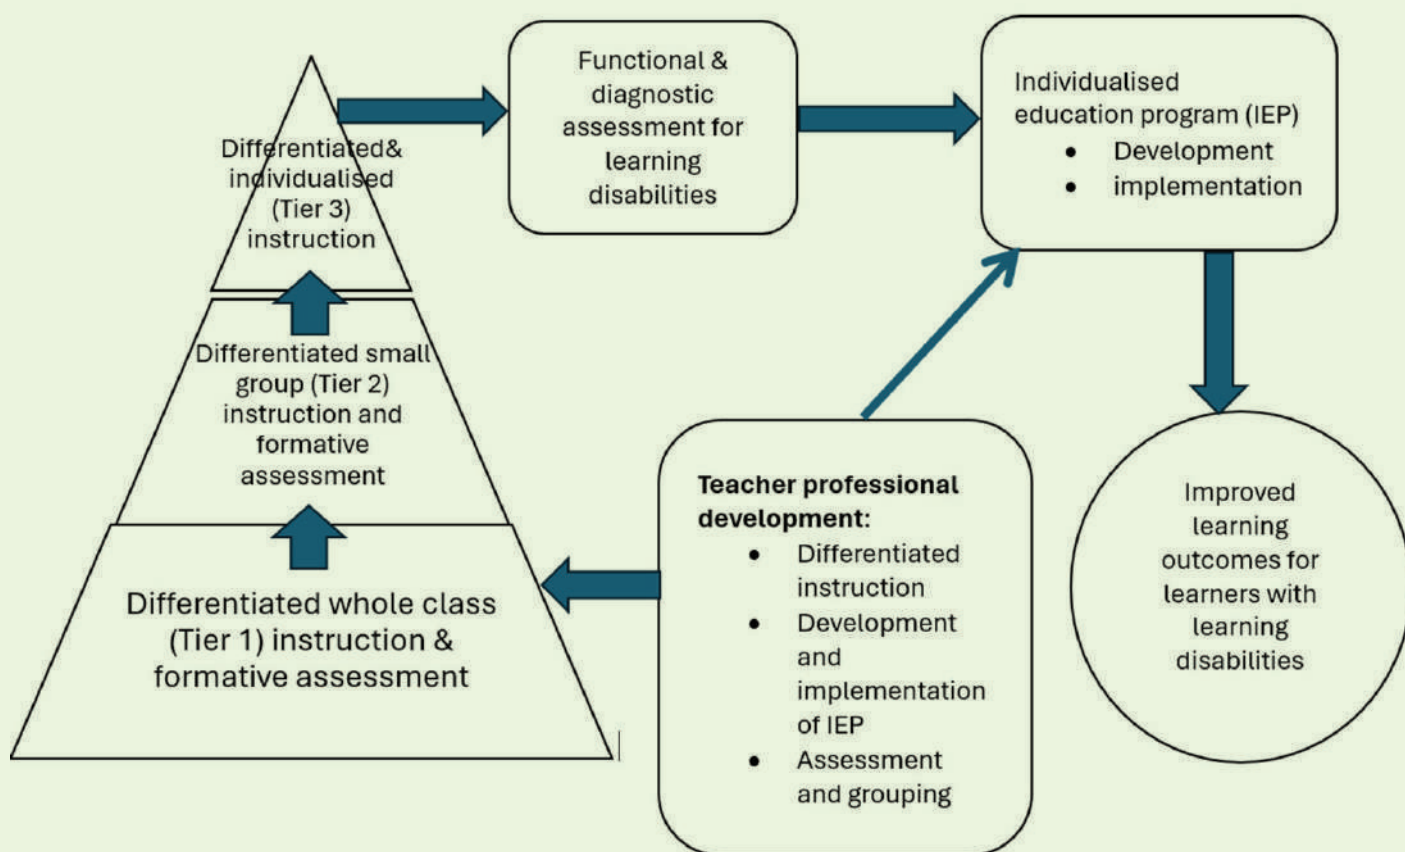 Differentiated&
individualised
(Tier 3)
instruction
Differentiated small
group (Tier 2)
instruction and
formative
assessment
Differentiated whole class
(Tier 1) instruction &
formative assessment
Functional &
diagnostic
assessment for
learning
disabilities
Individualised
education program (IEP)
• Development
• implementation
Teacher professional
development:
• Differentiated
instruction
• Development
and
implementation
of IEP
• Assessment
and grouping
Improved
learning
outcomes for
learners with
learning
disabilities